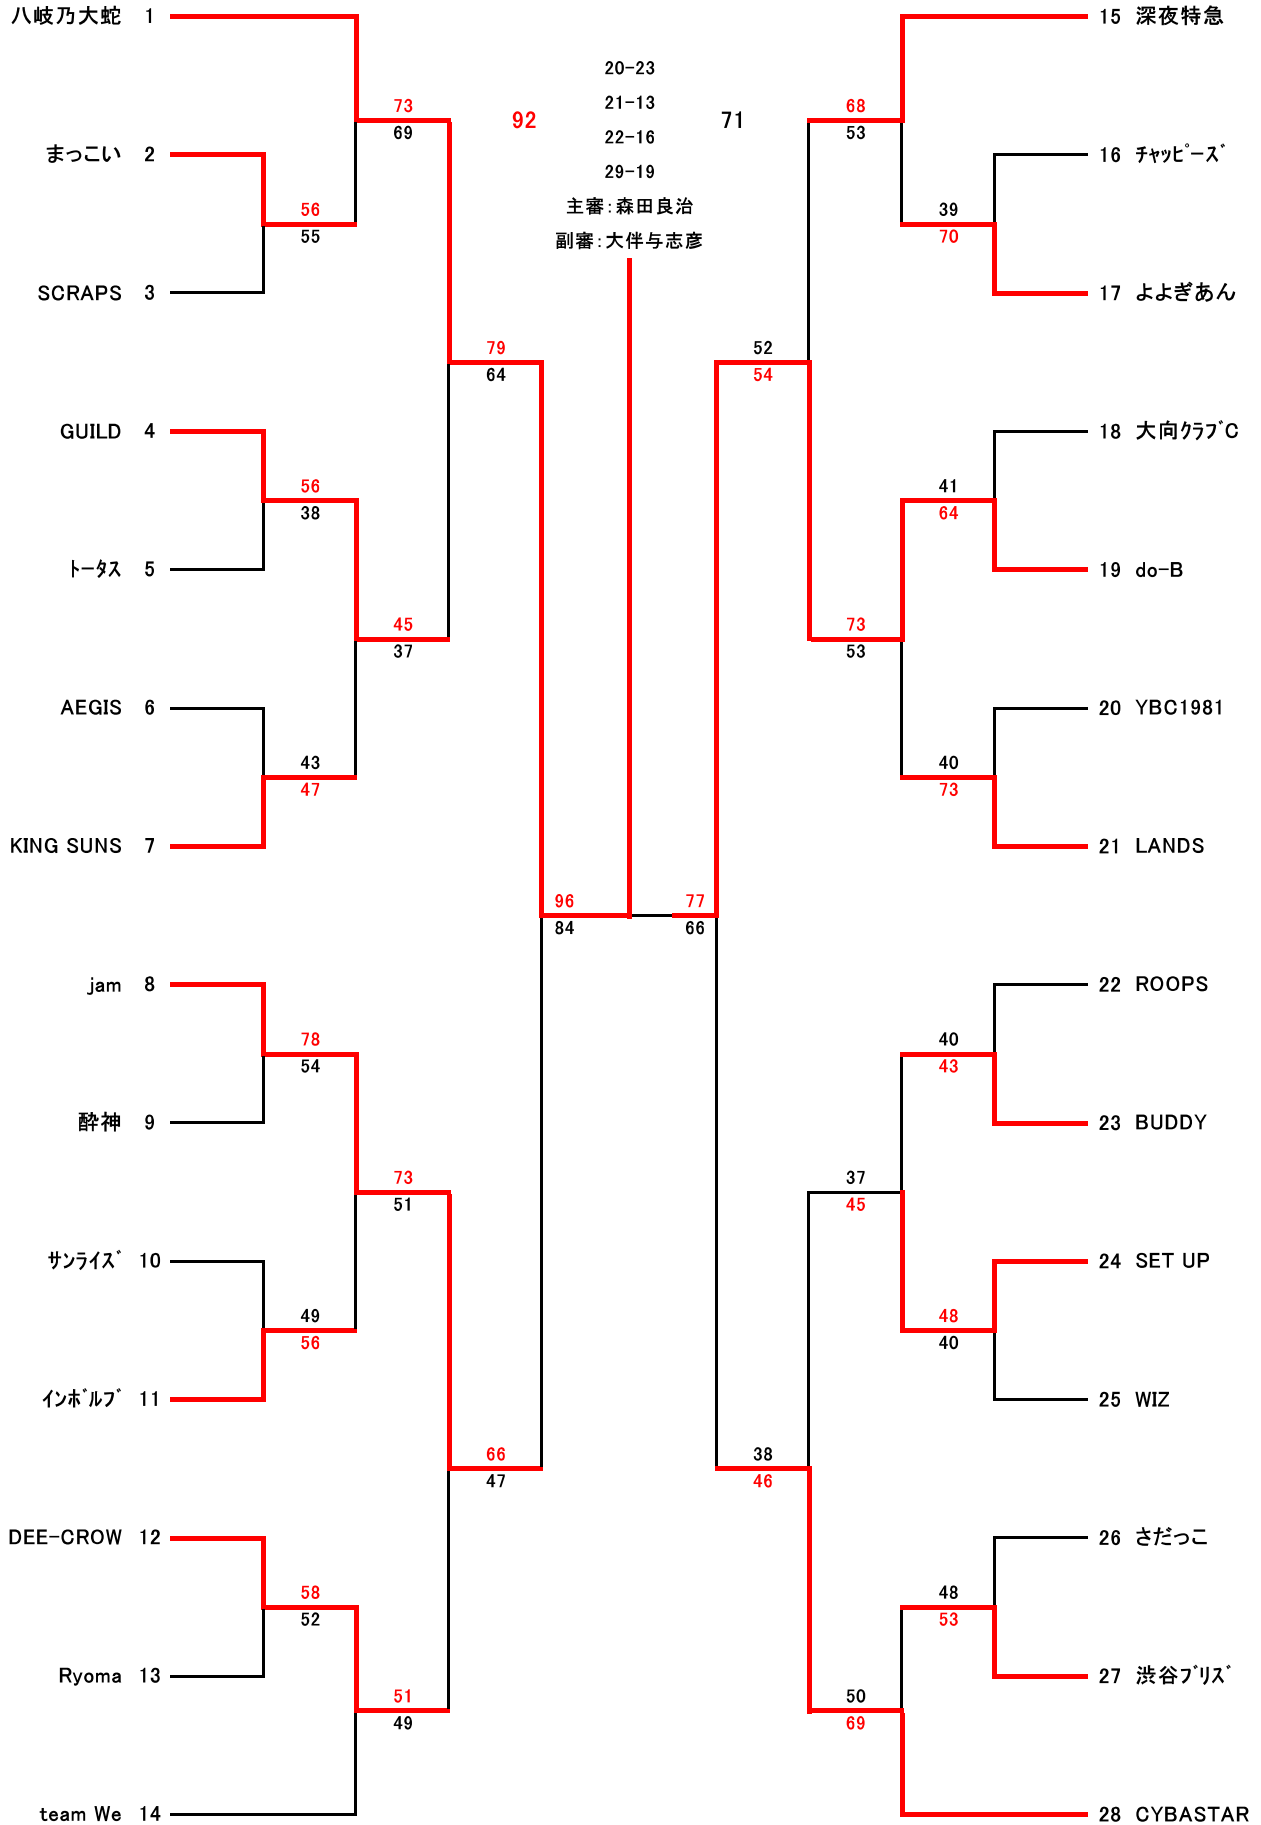 八岐乃大蛇 1
まっこい 2
SCRAPS 3
GUILD 4
ﾄｰﾀｽ 5
AEGIS 6
KING SUNS 7
jam 8
酔神 9
ｻﾝﾗｲｽﾞ 10
ｲﾝﾎﾞﾙﾌﾞ 11
DEE-CROW 12
Ryoma 13
team We 14
56
55
56
38
43
47
78
54
49
56
58
52
73
69
45
37
73
51
51
49
79
64
66
47
96
84
92
20-23
21-13
22-16
29-19
主審：森田良治
副審：大伴与志彦
71
77
66
52
54
38
46
68
53
73
53
37
45
50
69
39
70
41
64
40
73
40
43
48
40
48
53
15 深夜特急
16 ﾁｬｯﾋﾟｰｽﾞ
17 よよぎあん
18 大向ｸﾗﾌﾞC
19 do-B
20 YBC1981
21 LANDS
22 ROOPS
23 BUDDY
24 SET UP
25 WIZ
26 さだっこ
27 渋谷ﾌﾞﾘｽﾞ
28 CYBASTAR